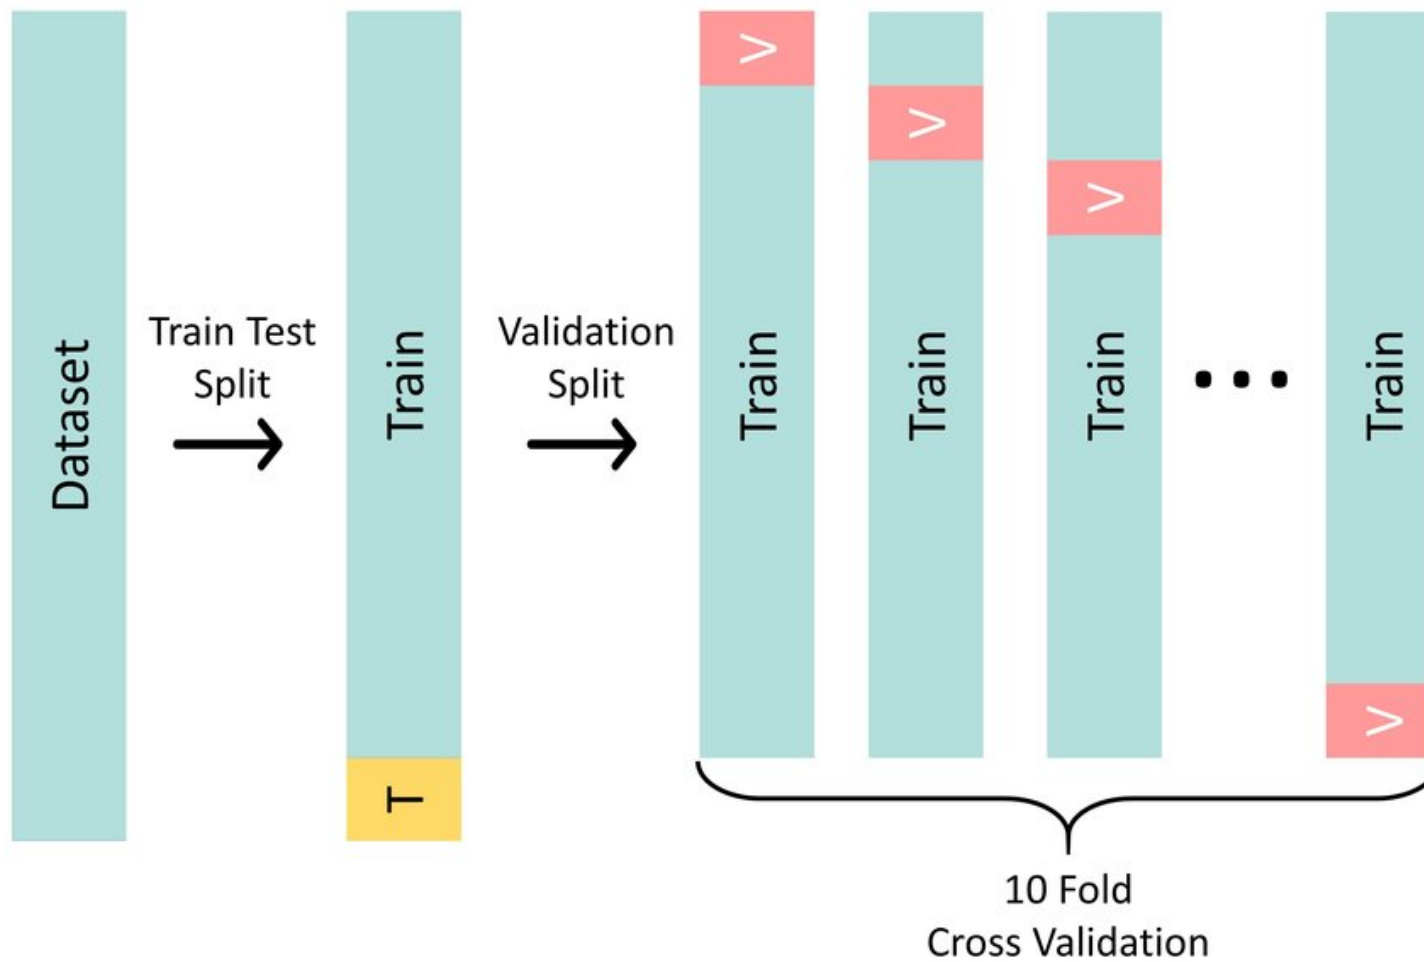 Dataset
Train Test
Split
Train
T
Validation
Split
V
Train
V
Train
V
Train
Train
V
10 Fold
Cross Validation